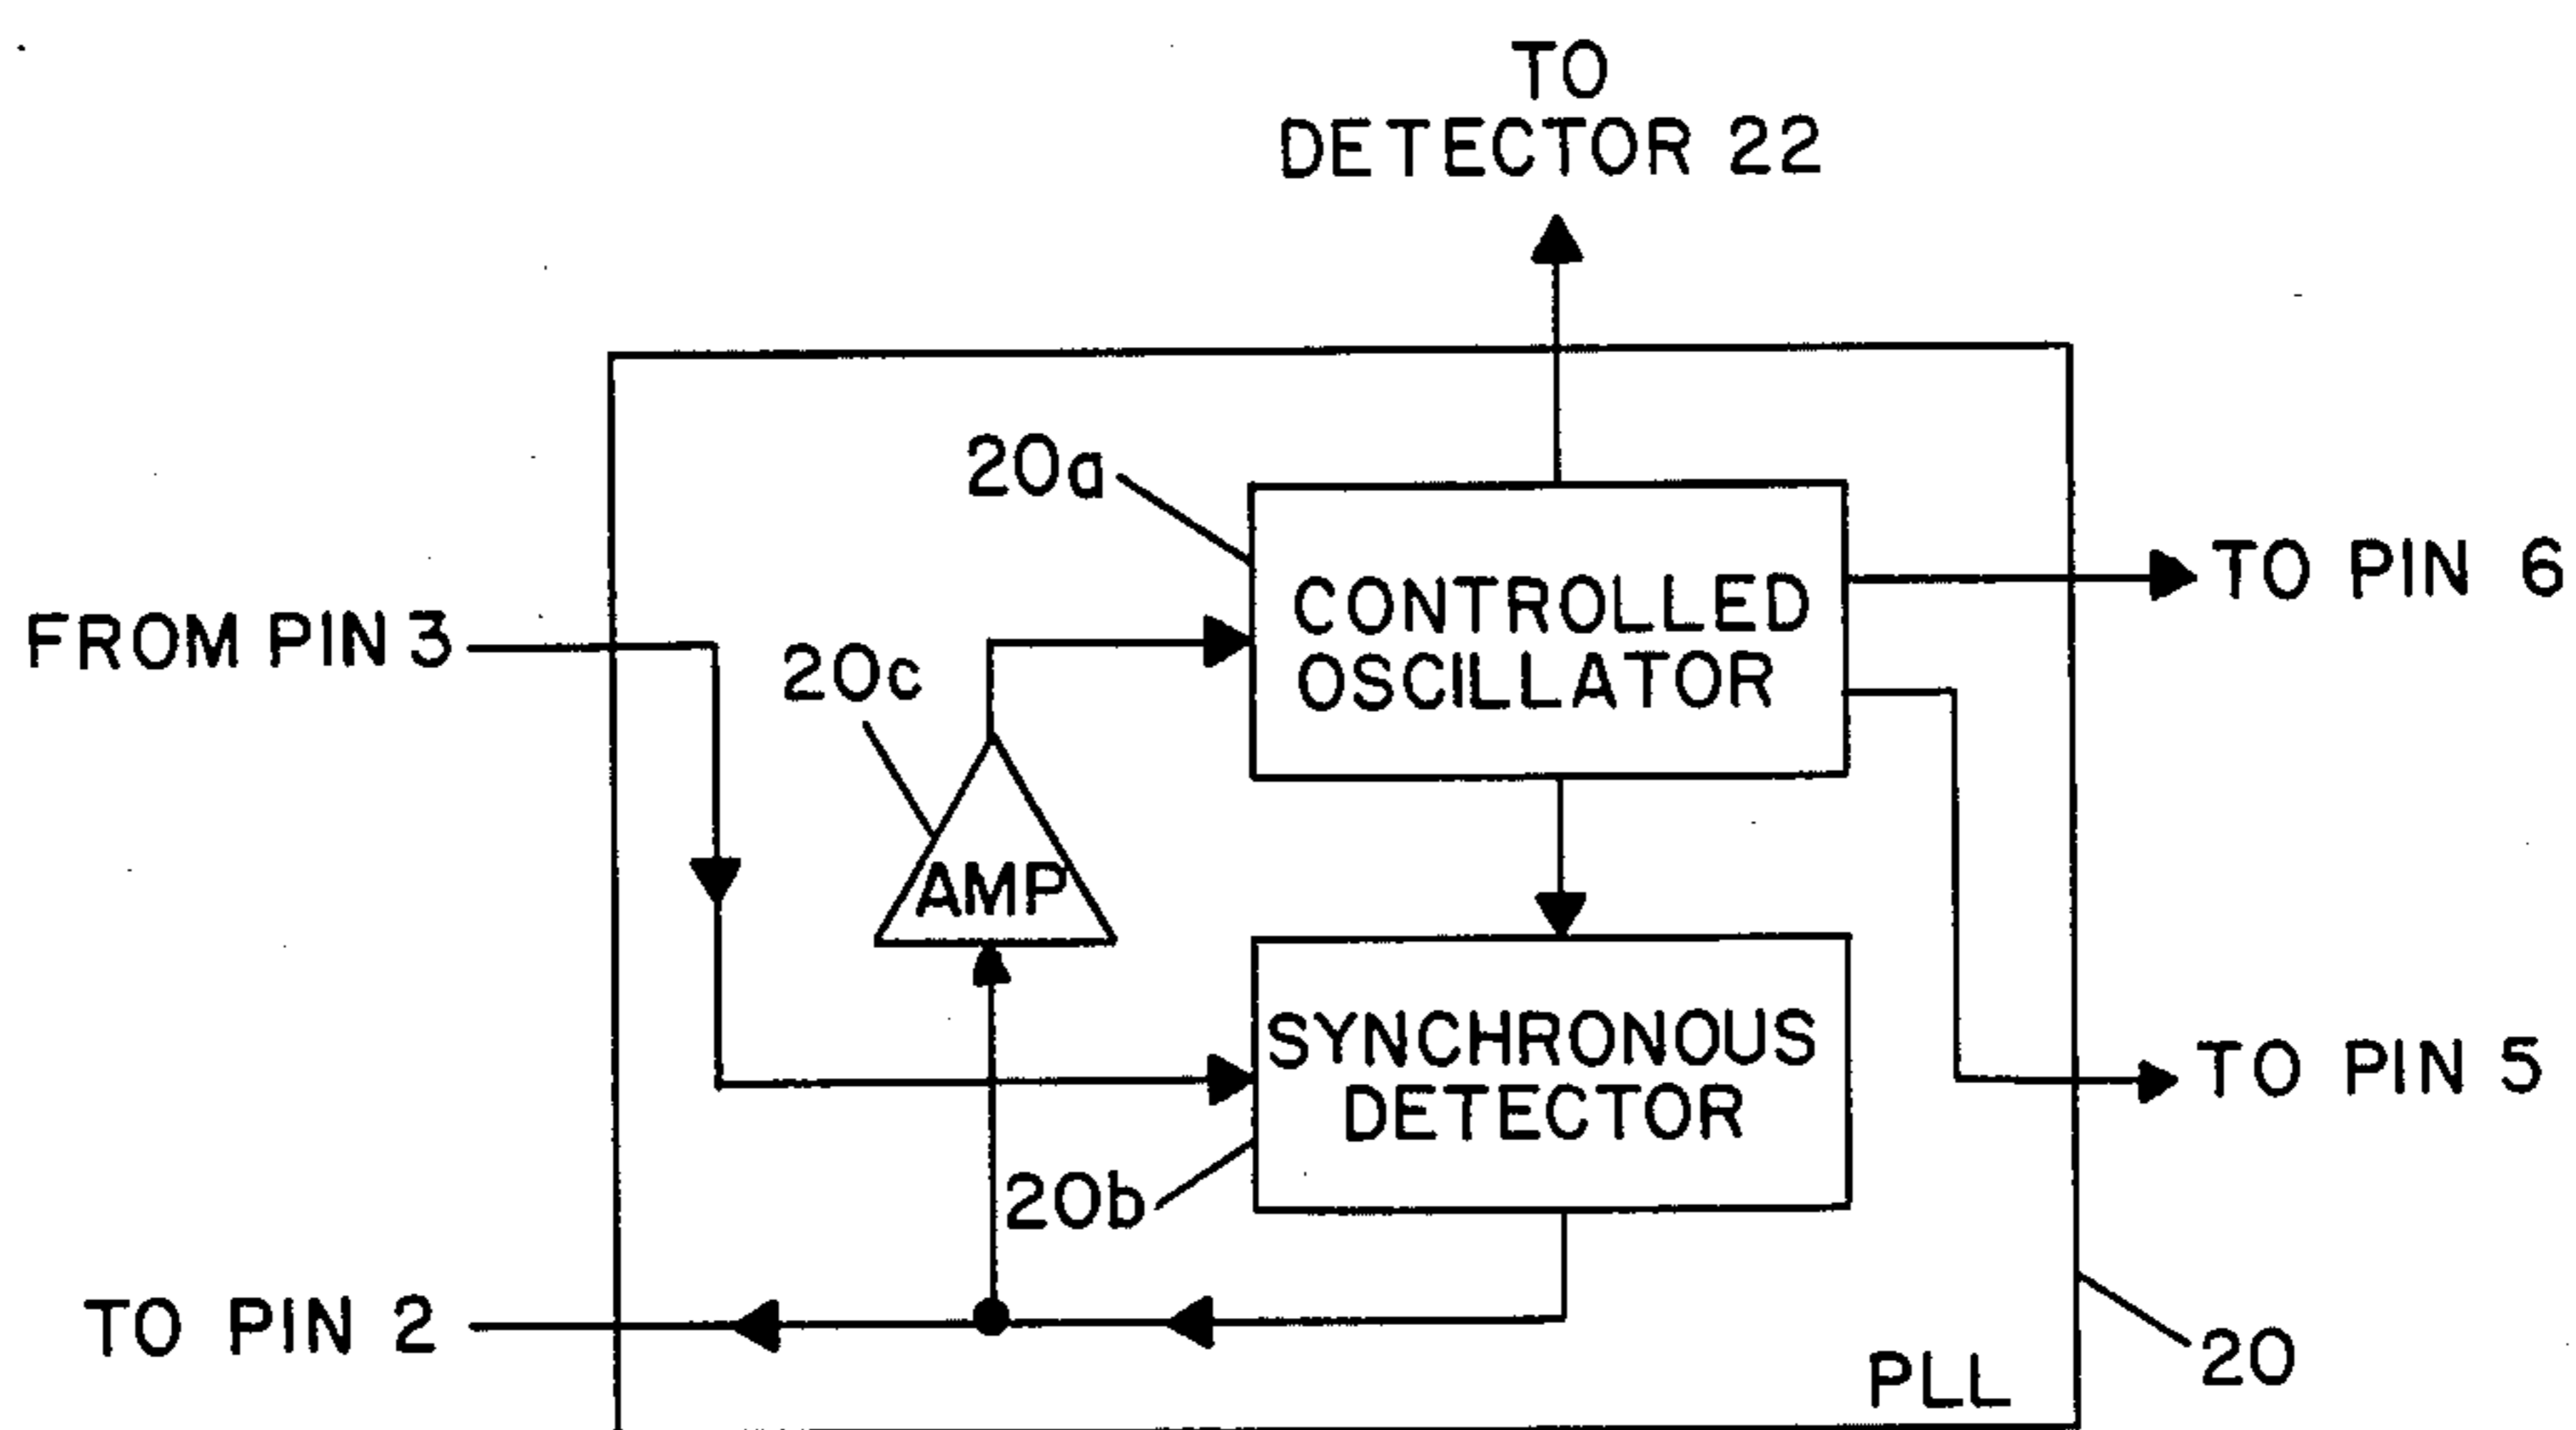 TO
DETECTOR 22
20a
CONTROLLED
OSCILLATOR
TO PIN 6
FROM PIN 3
20c
AMP
SYNCHRONOUS
DETECTOR
TO PIN 5
20b
TO PIN 2
PLL
20